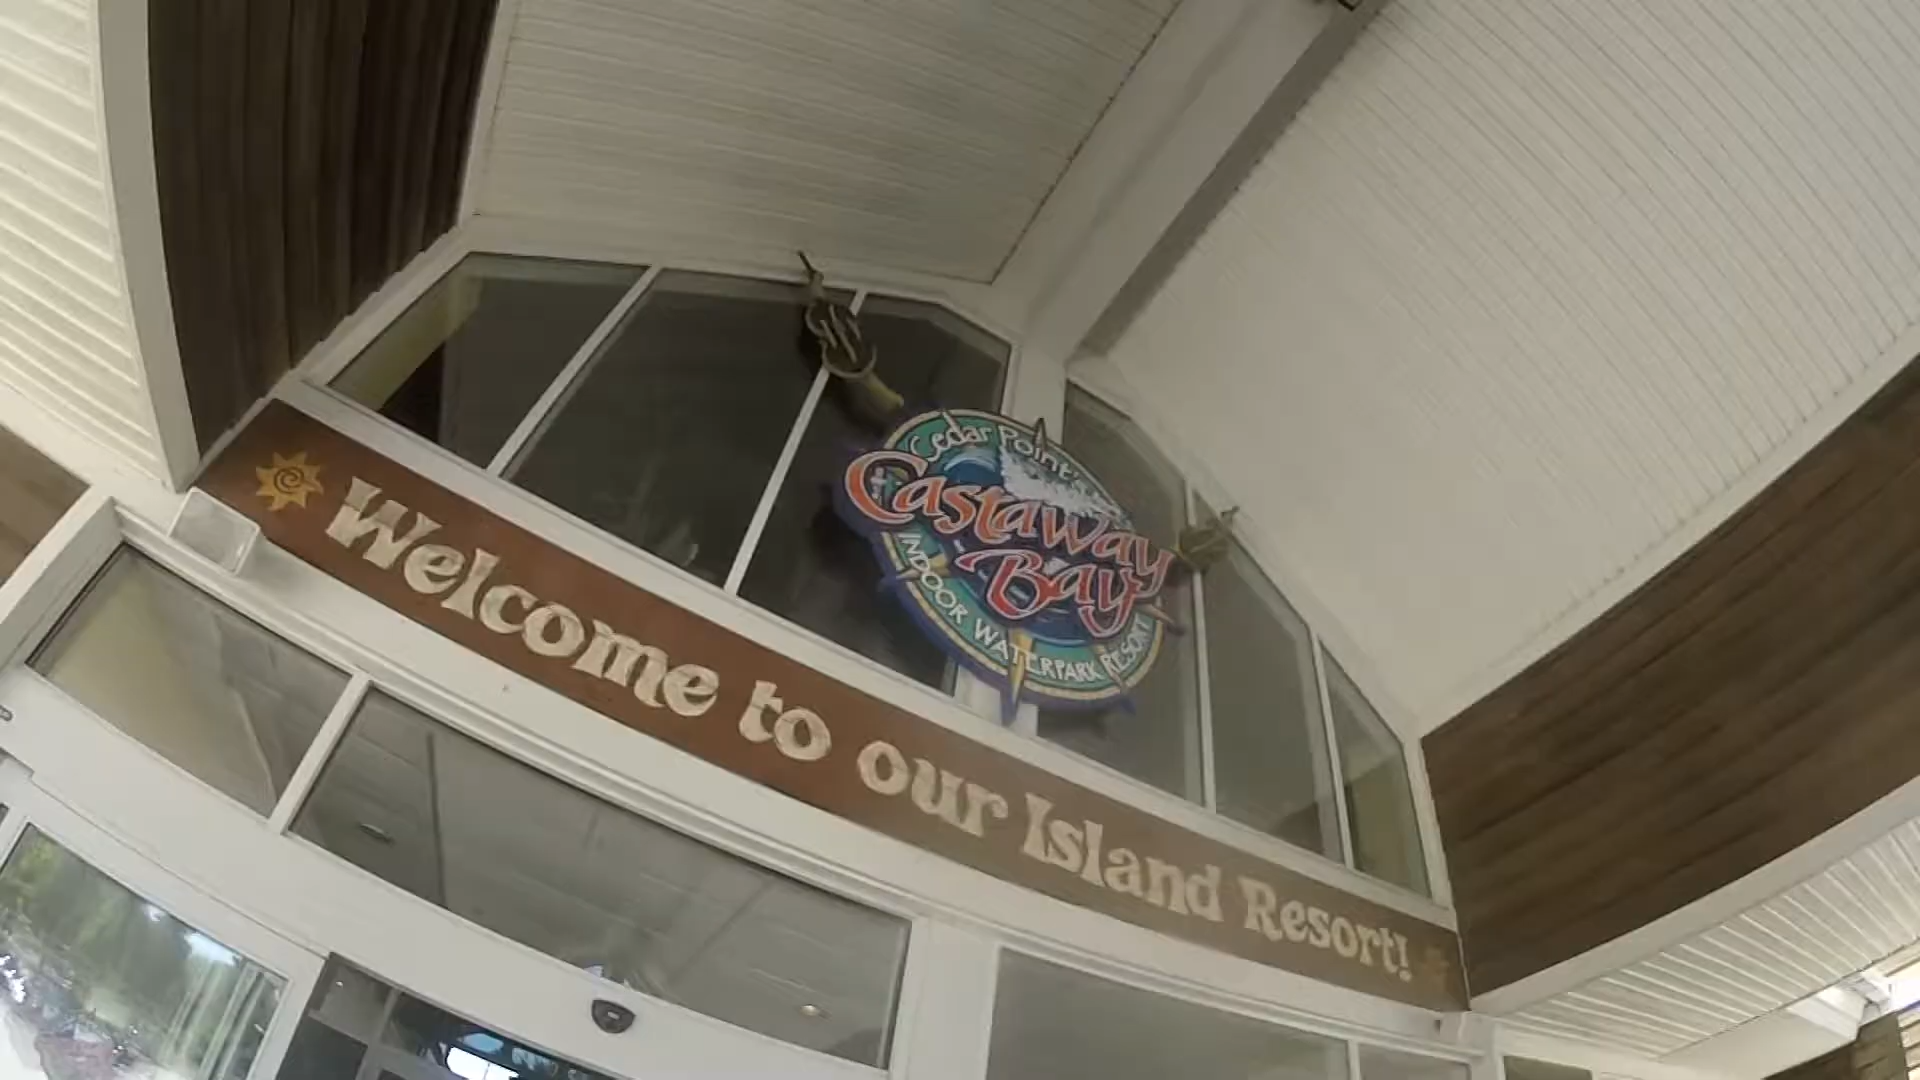 Cedar Point
Castaway
Bay
INDOOR WATERPARK RESORT
Welcome to our Island Resort!